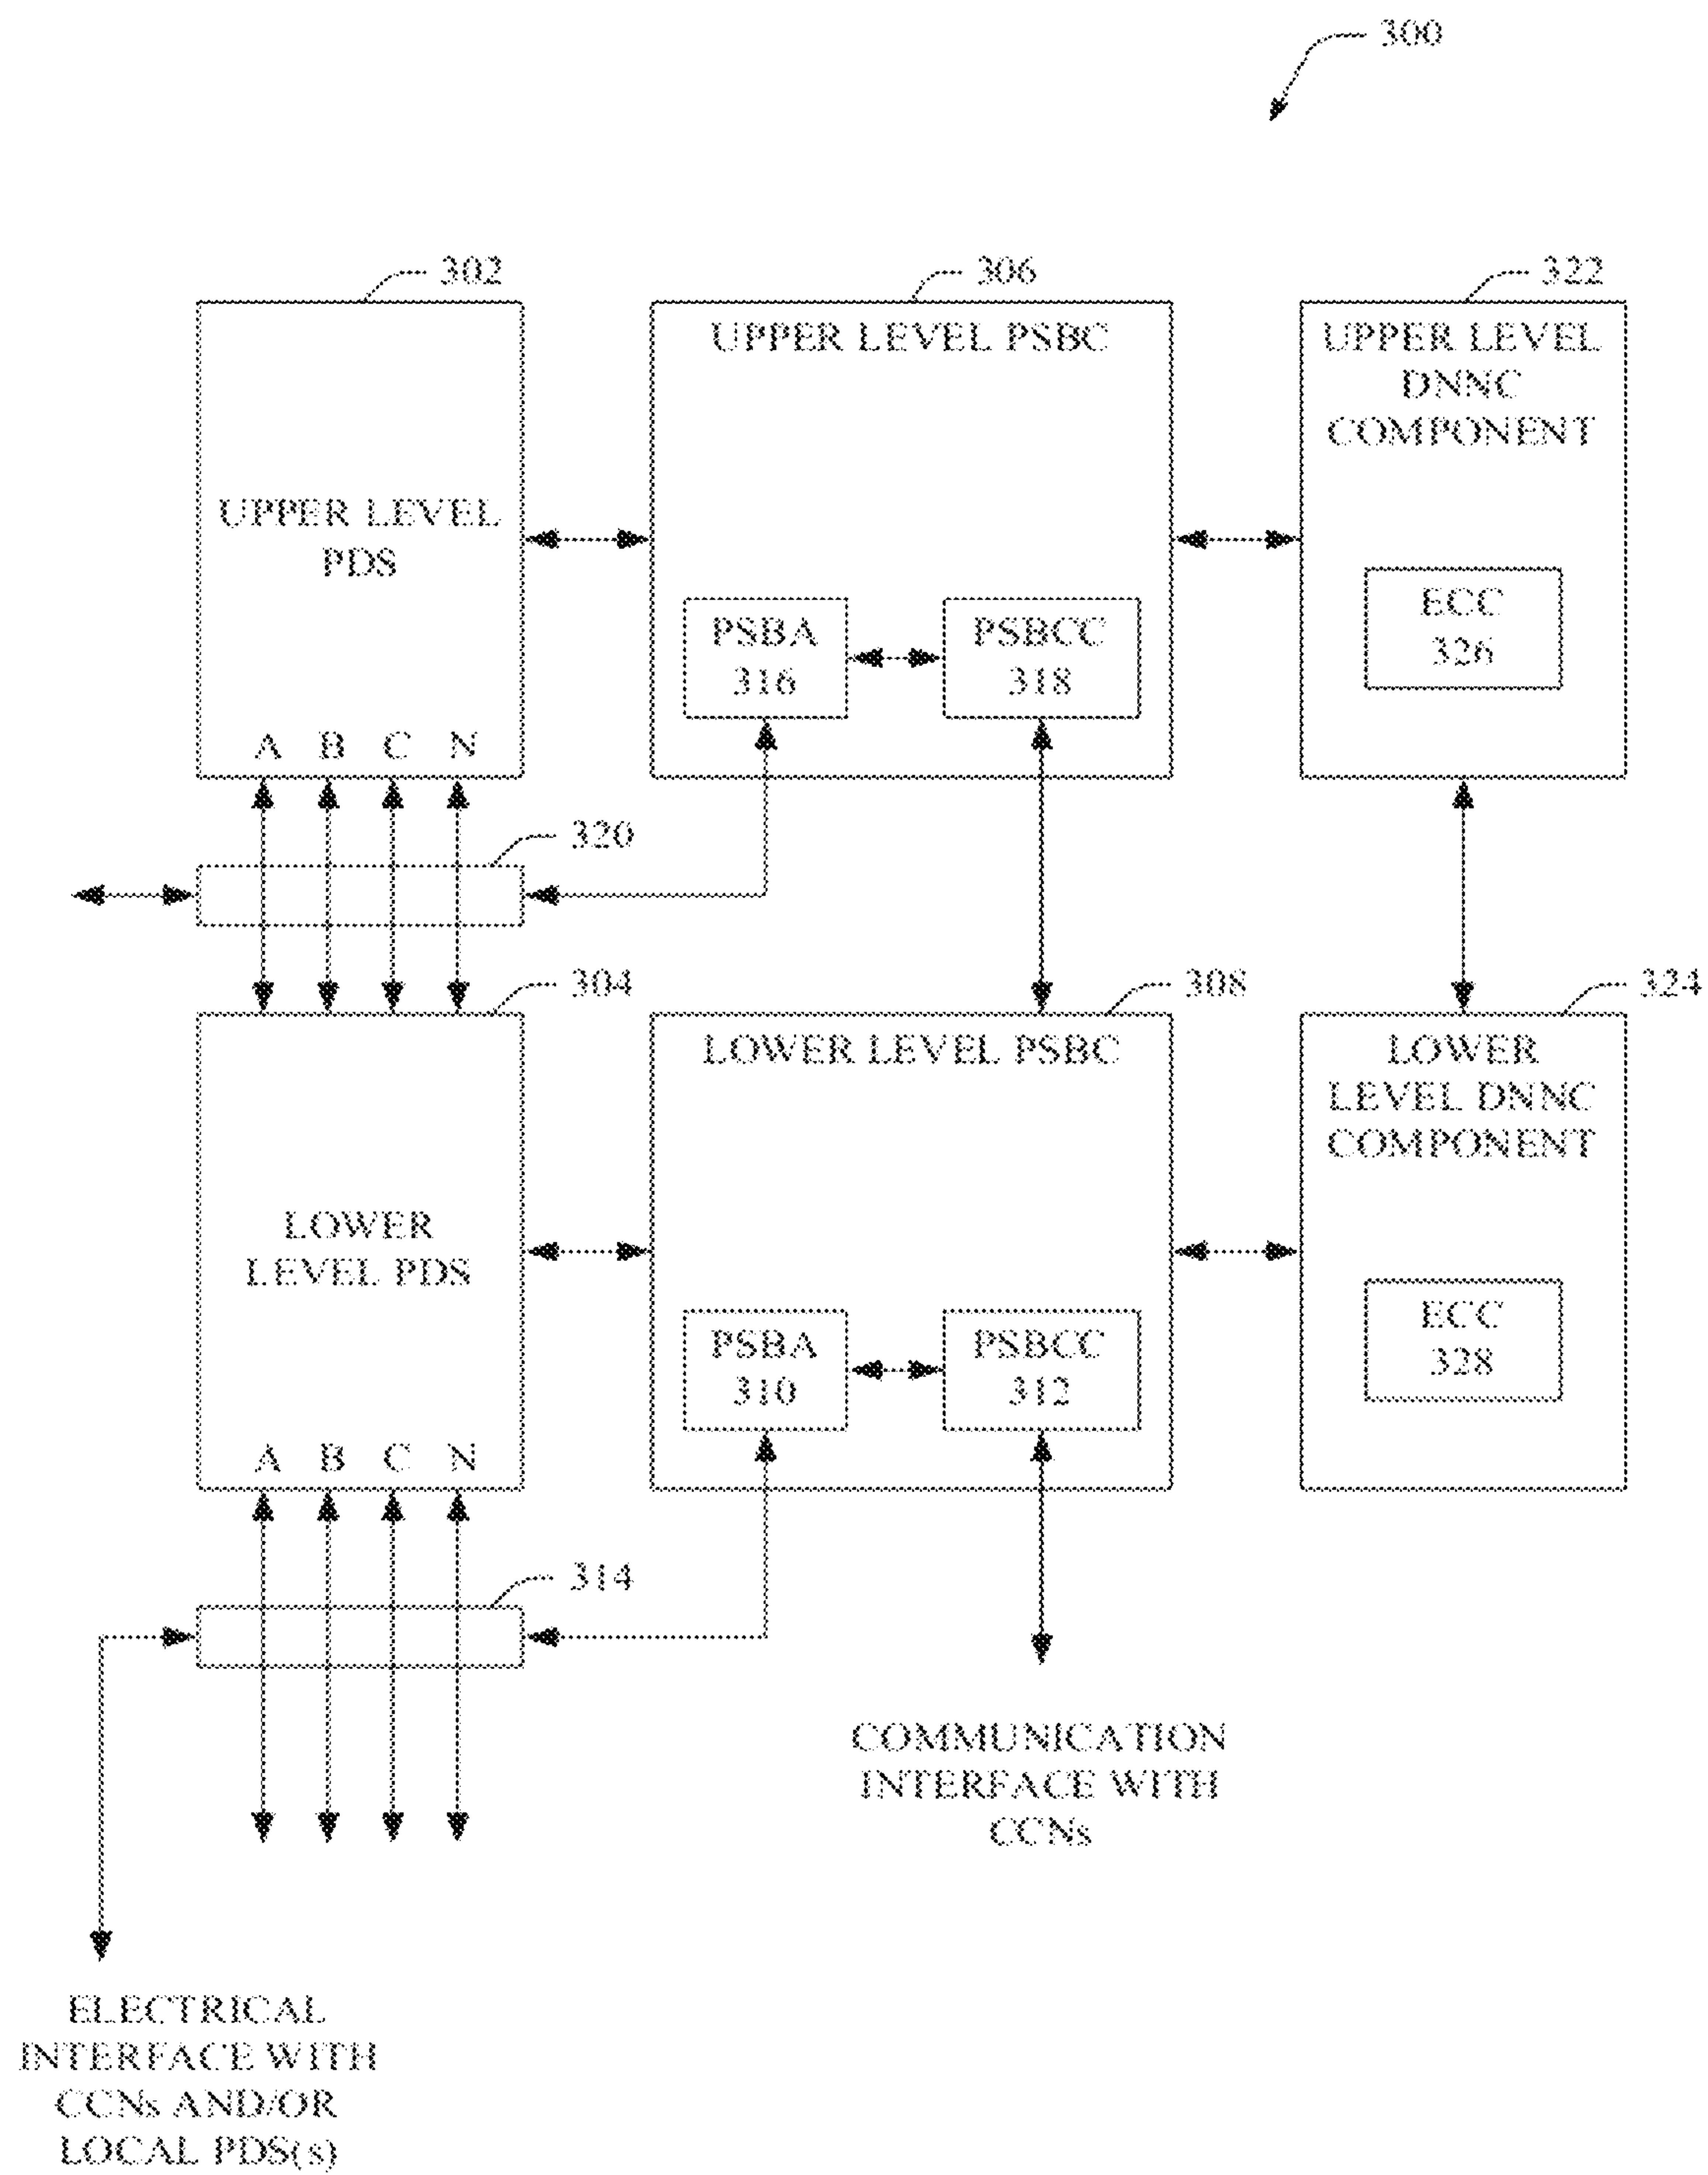 300
302
306
322
UPPER LEVEL
PDS
A B C N
UPPER LEVEL PSBC
PSBA
316
PSBCC
318
UPPER LEVEL
DNNC
COMPONENT
ECC
326
320
304
308
324
LOWER
LEVEL PDS
A B C N
LOWER LEVEL PSBC
PSBA
310
PSBCC
312
LOWER
LEVEL DNNC
COMPONENT
ECC
328
314
COMMUNICATION
INTERFACE WITH
CCNs
ELECTRICAL
INTERFACE WITH
CCNs AND/OR
LOCAL PDS(s)